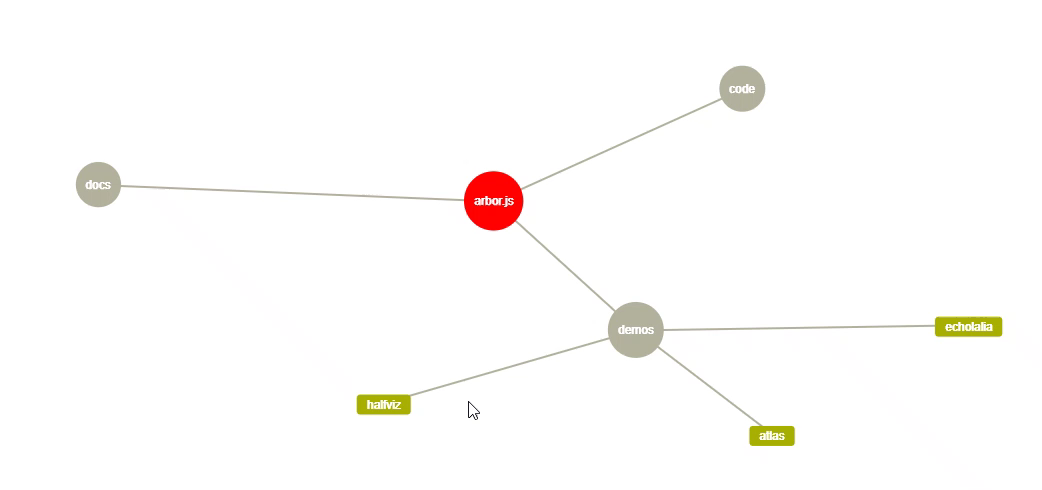 code
docs
arbor.js
demos
echolalia
halfviz
atlas